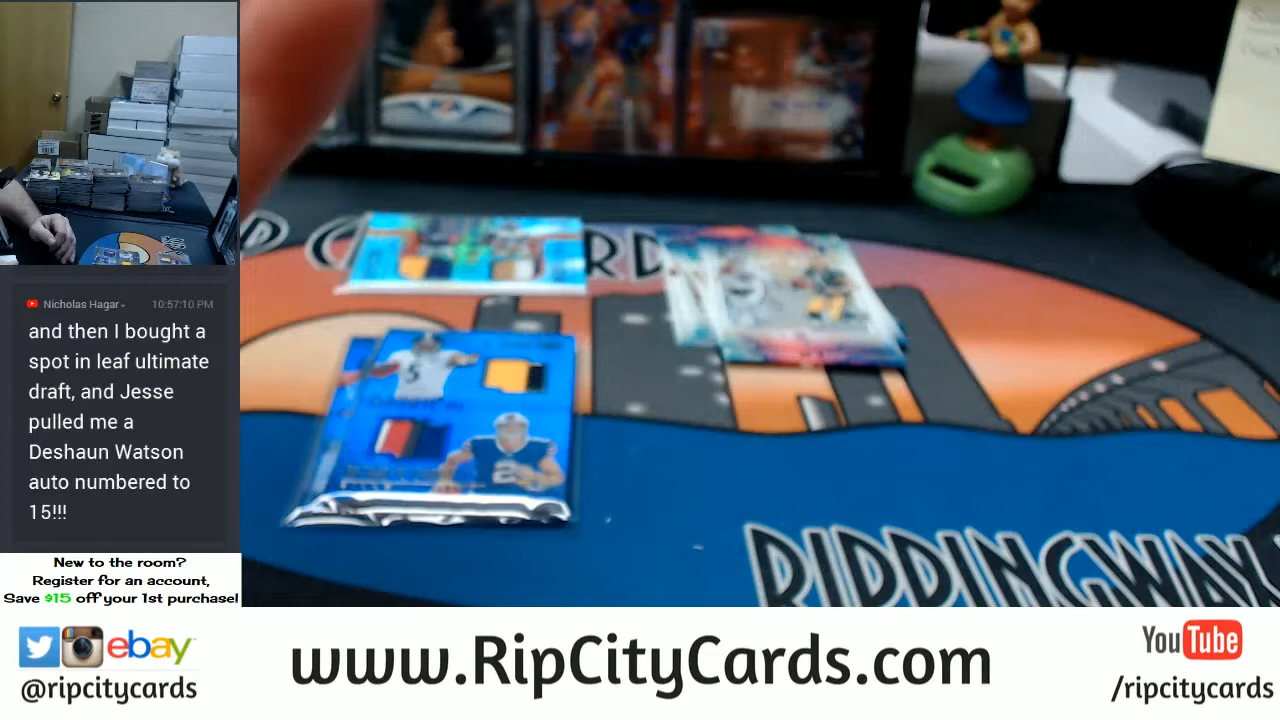 Nicholas Hagar
10:57:10 PM
and then I bought a
spot in leaf ultimate
draft, and Jesse
pulled me a
Deshaun Watson
auto numbered to
15!!!
New to the room?
Register for an account,
Save $15 off your 1st purchase!
RIPPINGWAX
ebay
@ripcitycards
www.RipCityCards.com
YouTube
/ripcitycards